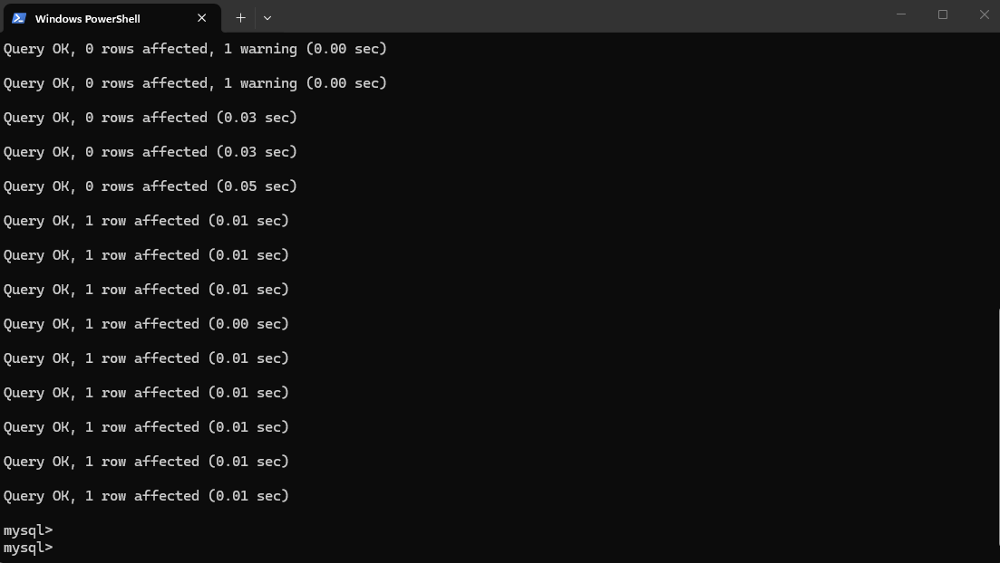 Windows PowerShell
Query OK, 0 rows affected, 1 warning (0.00 sec)
Query OK, 0 rows affected, 1 warning (0.00 sec)
Query OK, 0 rows affected (0.03 sec)
Query OK, 0 rows affected (0.03 sec)
Query OK, 0 rows affected (0.05 sec)
Query OK, 1 row affected (0.01 sec)
Query OK, 1 row affected (0.01 sec)
Query OK, 1 row affected (0.01 sec)
Query OK, 1 row affected (0.00 sec)
Query OK, 1 row affected (0.01 sec)
Query OK, 1 row affected (0.01 sec)
Query OK, 1 row affected (0.01 sec)
Query OK, 1 row affected (0.01 sec)
Query OK, 1 row affected (0.01 sec)
mysql>
mysql>